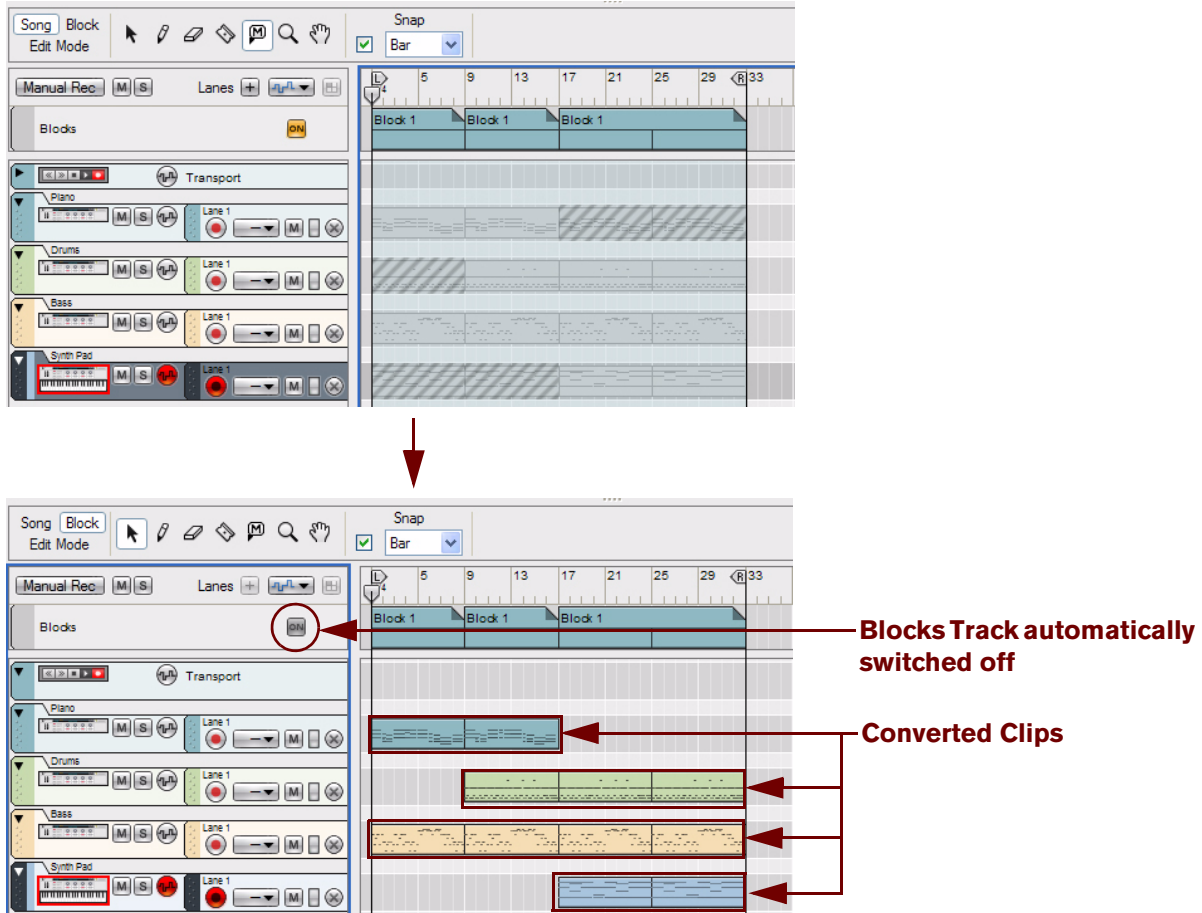 Song Block
Edit Mode
Snap
Bar
Manual Rec M S Lanes +
L 5 9 13 17 21 25 29 R 33
4
Blocks ON
Block 1 Block 1 Block 1
Transport
Piano
M S Lane 1
M
Drums
M S Lane 1
M
Bass
M S Lane 1
M
Synth Pad
M S Lane 1
M
Song Block
Edit Mode
Snap
Bar
Manual Rec M S Lanes +
L 5 9 13 17 21 25 29 R 33
4
Blocks ON
Block 1 Block 1 Block 1
Blocks Track automatically
switched off
Transport
Piano
M S Lane 1
M
Converted Clips
Drums
M S Lane 1
M
Bass
M S Lane 1
M
Synth Pad
M S Lane 1
M